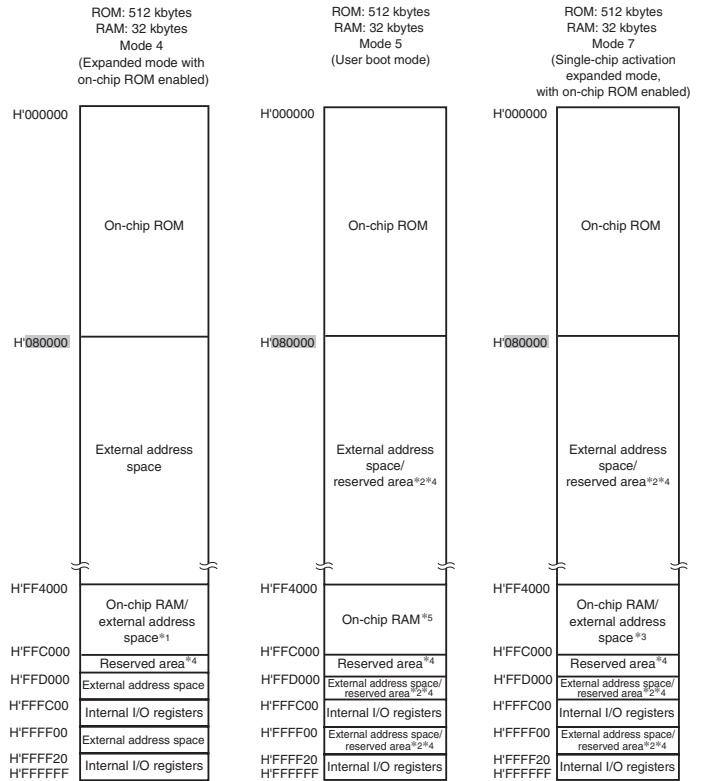 ROM: 512 kbytes
RAM: 32 kbytes
Mode 4
(Expanded mode with
on-chip ROM enabled)
H'000000
On-chip ROM
H'080000
External address
space
H'FF4000
On-chip RAM/
external address
space*1
H'FFC000
Reserved area*4
H'FFD000
External address space
H'FFFC00
Internal I/O registers
H'FFFF00
External address space
H'FFFF20
Internal I/O registers
H'FFFFFF
ROM: 512 kbytes
RAM: 32 kbytes
Mode 5
(User boot mode)
H'000000
On-chip ROM
H'080000
External address
space/
reserved area*2*4
H'FF4000
On-chip RAM*5
H'FFC000
Reserved area*4
H'FFD000
External address space/
reserved area*2*4
H'FFFC00
Internal I/O registers
H'FFFF00
External address space/
reserved area*2*4
H'FFFF20
Internal I/O registers
H'FFFFFF
ROM: 512 kbytes
RAM: 32 kbytes
Mode 7
(Single-chip activation
expanded mode,
with on-chip ROM enabled)
H'000000
On-chip ROM
H'080000
External address
space/
reserved area*2*4
H'FF4000
On-chip RAM/
external address
space*3
H'FFC000
Reserved area*4
H'FFD000
External address space/
reserved area*2*4
H'FFFC00
Internal I/O registers
H'FFFF00
External address space/
reserved area*2*4
H'FFFF20
Internal I/O registers
H'FFFFFF